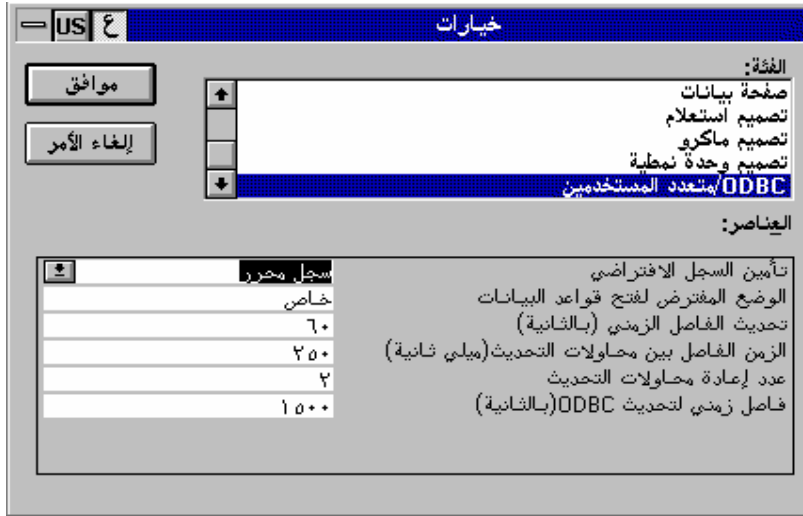 خيارات
ع US
الفئة:
صفحة بيانات
تصميم استعلام
تصميم ماكرو
تصميم وحدة نمطية
ODBC/متعدد المستخدمين
موافق
إلغاء الأمر
العناصر:
تأمين السجل الافتراضي سجل محرر
الوضع المفترض لفتح قواعد البيانات خاص
تحديث الفاصل الزمني (بالثانية) ٦٠
الزمن الفاصل بين محاولات التحديث(ميلي ثانية) ٢٥٠
عدد إعادة محاولات التحديث ٢
فاصل زمني لتحديث ODBC(بالثانية) ١٥٠٠